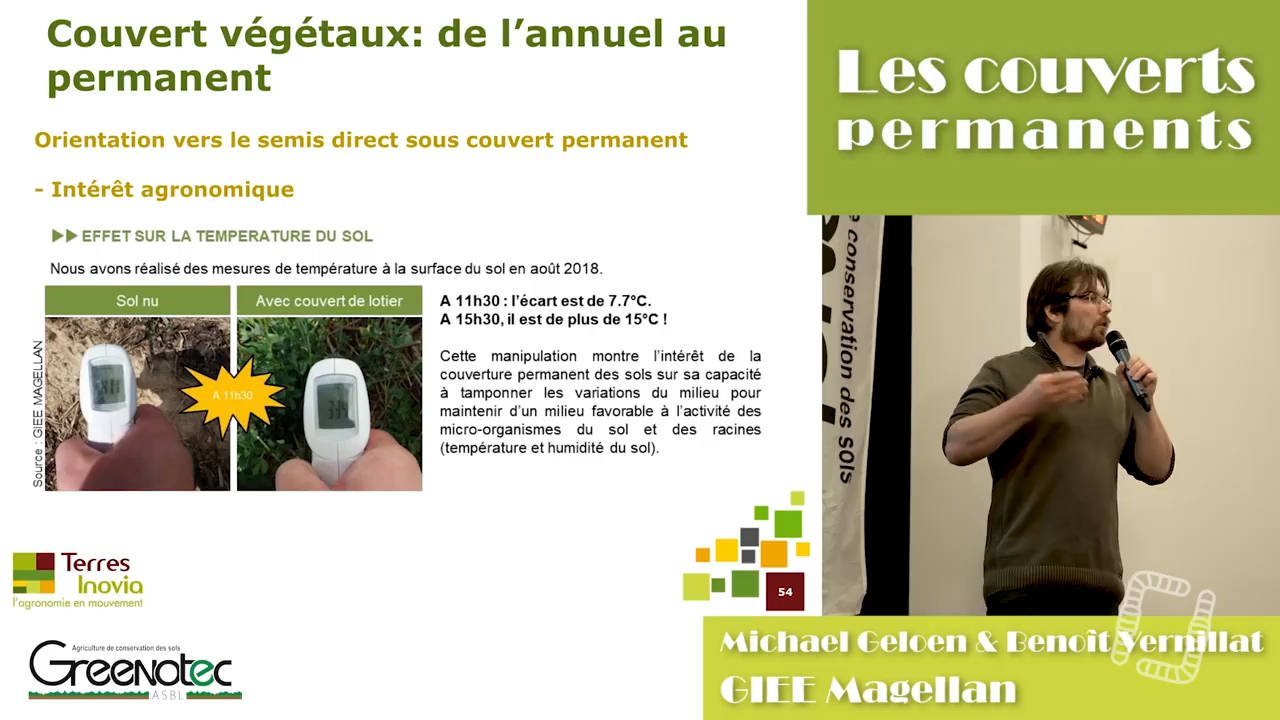 Couvert végétaux: de l'annuel au
permanent
Orientation vers le semis direct sous couvert permanent
- Intérêt agronomique
EFFET SUR LA TEMPERATURE DU SOL
Nous avons réalisé des mesures de température à la surface du sol en août 2018.
Sol nu
Avec couvert de lotier
Source : GIEE MAGELLAN
A 11h30
A 11h30 : l'écart est de 7.7°C.
A 15h30, il est de plus de 15°C !
Cette manipulation montre l'intérêt de la
couverture permanent des sols sur sa capacité
à tamponner les variations du milieu pour
maintenir d'un milieu favorable à l'activité des
micro-organismes du sol et des racines
(température et humidité du sol).
Terres
Inovia
l'agronomie en mouvement
54
Agriculture de conservation des sols
Greenotec
ASBL
Les couverts
permanents
conservation des sols
Michael Geloen & Benoît Vernillat
GIEE Magellan